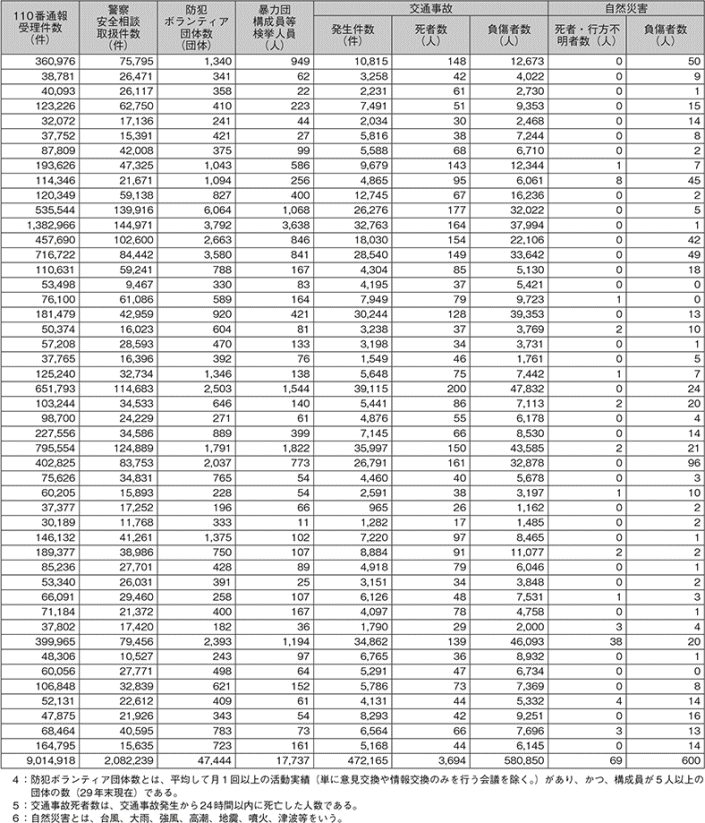 110番通報受理件数(件) 警察安全相談取扱件数(件) 防犯ボランティア団体数(団体) 暴力団構成員等検挙人員(人) 交通事故 自然災害
発生件数(件) 死者数(人) 負傷者数(人) 死者・行方不明者数(人) 負傷者数(人)
360,976 75,795 1,340 949 10,815 148 12,673 0 50
38,781 26,471 341 62 3,258 42 4,022 0 9
40,093 26,117 358 22 2,231 61 2,730 0 1
123,226 62,750 410 223 7,491 51 9,353 0 15
32,072 17,136 241 44 2,034 30 2,468 0 14
37,752 15,391 421 27 5,816 38 7,244 0 8
87,809 42,008 375 99 5,588 68 6,710 0 2
193,626 47,325 1,043 586 9,679 143 12,344 1 7
114,346 21,671 1,094 256 4,865 95 6,061 8 45
120,349 59,138 827 400 12,745 67 16,236 0 2
535,544 139,916 6,064 1,068 26,276 177 32,022 0 5
1,382,966 144,971 3,792 3,638 32,763 164 37,994 0 1
457,690 102,600 2,663 846 18,030 154 22,106 0 42
716,722 84,442 3,580 841 28,540 149 33,642 0 49
110,631 59,241 788 167 4,304 85 5,130 0 18
53,498 9,467 330 83 4,195 37 5,421 0 0
76,100 61,086 589 164 7,949 79 9,723 1 0
181,479 42,959 920 421 30,244 128 39,353 0 13
50,374 16,023 604 81 3,238 37 3,769 2 10
57,208 28,593 470 133 3,198 34 3,731 0 1
37,765 16,396 392 76 1,549 46 1,761 0 5
125,240 32,734 1,346 138 5,648 75 7,442 1 7
651,793 114,683 2,503 1,544 39,115 200 47,832 0 24
103,244 34,533 646 140 5,441 86 7,113 2 20
98,700 24,229 271 61 4,876 55 6,178 0 4
227,556 34,586 889 399 7,145 66 8,530 0 14
795,554 124,889 1,791 1,822 35,997 150 43,585 2 21
402,825 83,753 2,037 773 26,791 161 32,878 0 96
75,626 34,831 765 54 4,460 40 5,678 0 3
60,205 15,893 228 54 2,591 38 3,197 1 10
37,377 17,252 196 66 965 26 1,162 0 2
30,189 11,768 333 11 1,282 17 1,485 0 2
146,132 41,261 1,375 102 7,220 97 8,465 0 1
189,377 38,986 750 107 8,884 91 11,077 2 2
85,236 27,701 428 89 4,918 79 6,046 0 1
53,340 26,031 391 25 3,151 34 3,848 0 2
66,091 29,460 258 107 6,126 48 7,531 1 3
71,184 21,372 400 167 4,097 78 4,758 0 1
37,802 17,420 182 36 1,790 29 2,000 3 4
399,965 79,456 2,393 1,194 34,862 139 46,093 38 20
48,306 10,527 243 97 6,765 36 8,932 0 1
60,056 27,771 498 64 5,291 47 6,734 0 0
106,848 32,839 621 152 5,786 73 7,369 0 8
52,131 22,612 409 61 4,131 44 5,332 4 14
47,875 21,926 343 54 8,293 42 9,251 0 16
68,464 40,595 783 73 6,564 66 7,696 3 13
164,795 15,635 723 161 5,168 44 6,145 0 14
9,014,918 2,082,239 47,444 17,737 472,165 3,694 580,850 69 600
4:防犯ボランティア団体数とは、平均して月1回以上の活動実績(単に意見交換や情報交換のみを行う会議を除く。)があり、かつ、構成員が5人以上の
団体の数(29年末現在)である。
5:交通事故死者数は、交通事故発生から24時間以内に死亡した人数である。
6:自然災害とは、台風、大雨、強風、高潮、地震、噴火、津波等をいう。